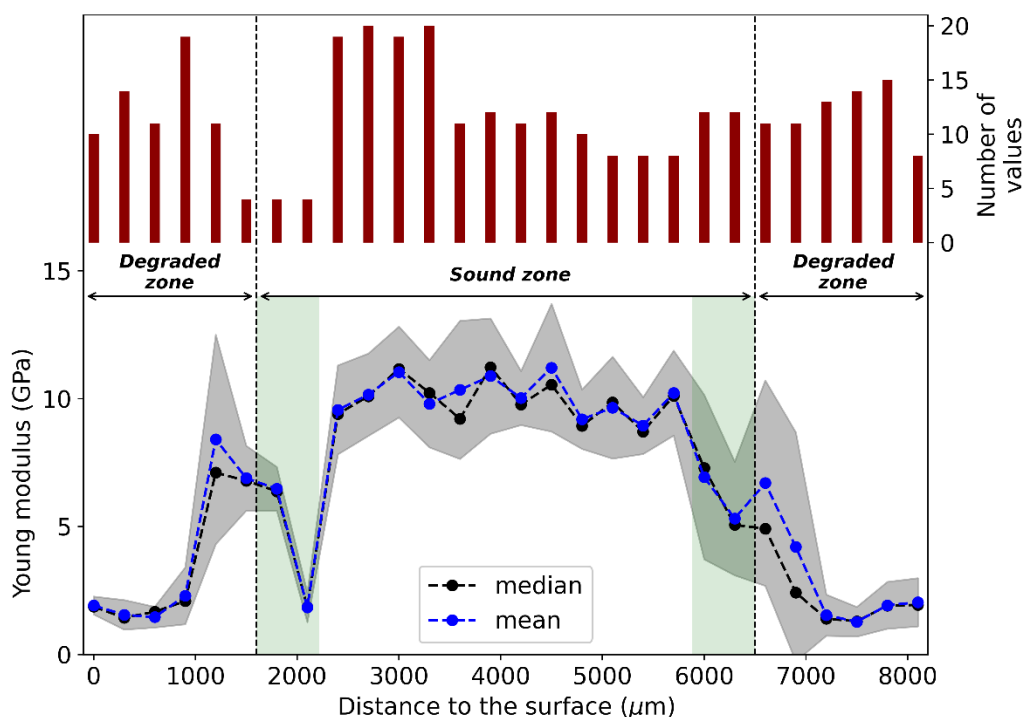 20
15
10
5
0
Number of
values
Degraded
zone
Sound zone
Degraded
zone
15
10
5
0
Young modulus (GPa)
median
mean
0 1000 2000 3000 4000 5000 6000 7000 8000
Distance to the surface (μm)